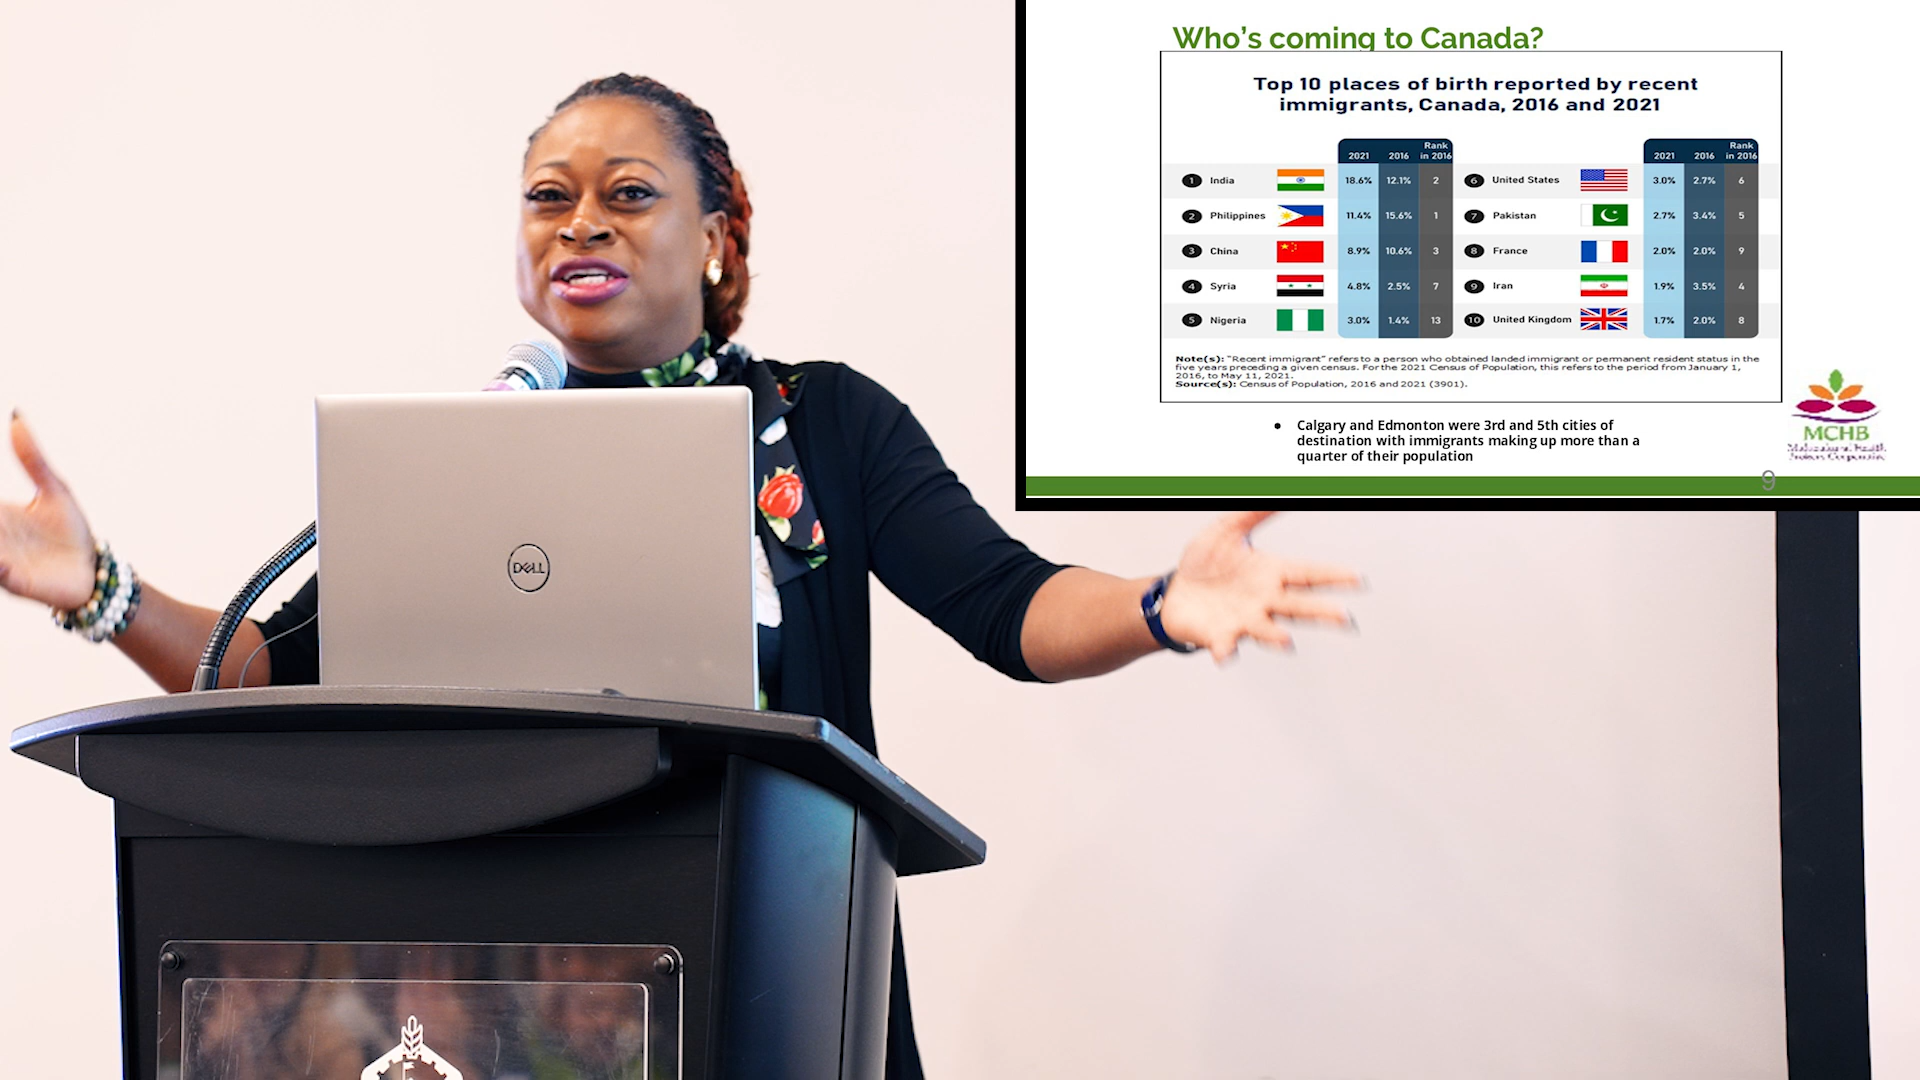 Who's coming to Canada?
Top 10 places of birth reported by recent
immigrants, Canada, 2016 and 2021
2021 2016 Rank in 2016
1 India 18.6% 12.1% 2
2 Philippines 11.4% 15.6% 1
3 China 8.9% 10.6% 3
4 Syria 4.8% 2.5% 7
5 Nigeria 3.0% 1.4% 13
2021 2016 Rank in 2016
6 United States 3.0% 2.7% 6
7 Pakistan 2.7% 3.4% 5
8 France 2.0% 2.0% 9
9 Iran 1.9% 3.5% 4
10 United Kingdom 1.7% 2.0% 8
Note(s): "Recent immigrant" refers to a person who obtained landed immigrant or permanent resident status in the
five years preceding a given census. For the 2021 Census of Population, this refers to the period from January 1,
2016, to May 11, 2021.
Source(s): Census of Population, 2016 and 2021 (3901).
• Calgary and Edmonton were 3rd and 5th cities of
destination with immigrants making up more than a
quarter of their population
MCHB
9
DELL